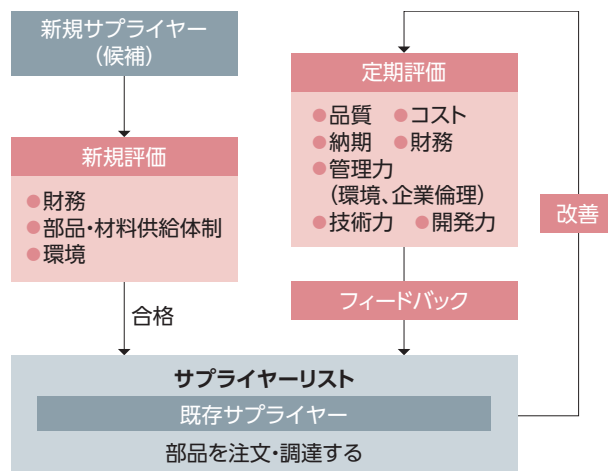 新規サプライヤー
(候補)
新規評価
●財務
●部品・材料供給体制
●環境
合格
定期評価
●品質 ●コスト
●納期 ●財務
●管理力
(環境、企業倫理)
●技術力 ●開発力
フィードバック
改善
サプライヤーリスト
既存サプライヤー
部品を注文・調達する